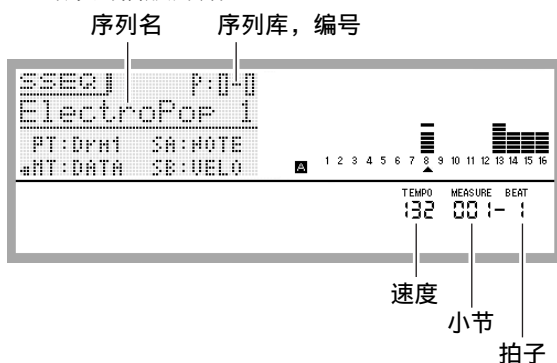 序列名
序列库，编号
SSEQ P:0-0
ElectroPop 1
PT:Drm1 SA:NOTE
MT:DATA SB:VELO
A 1 2 3 4 5 6 7 8 9 10 11 12 13 14 15 16
TEMPO MEASURE BEAT
132 001- 1
速度
小节
拍子